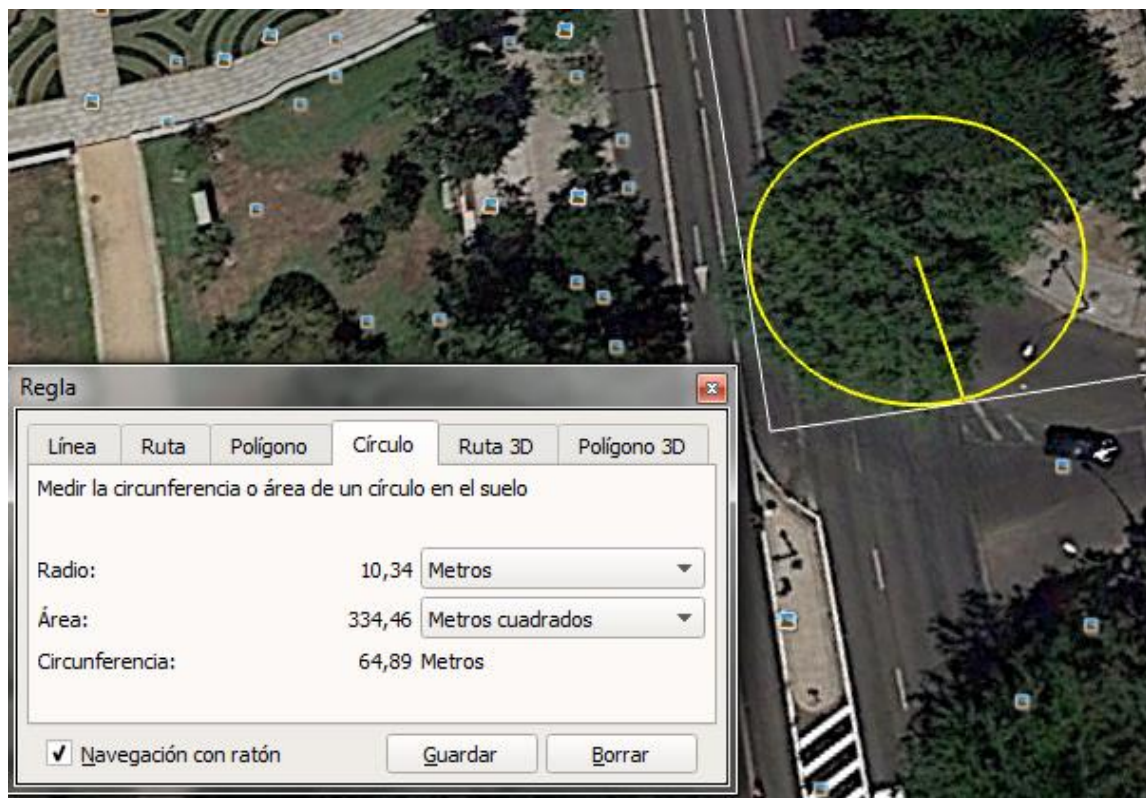 Regla
Línea Ruta Polígono Círculo Ruta 3D Polígono 3D
Medir la circunferencia o área de un círculo en el suelo
Radio: 10,34 Metros
Área: 334,46 Metros cuadrados
Circunferencia: 64,89 Metros
Navegación con ratón Guardar Borrar